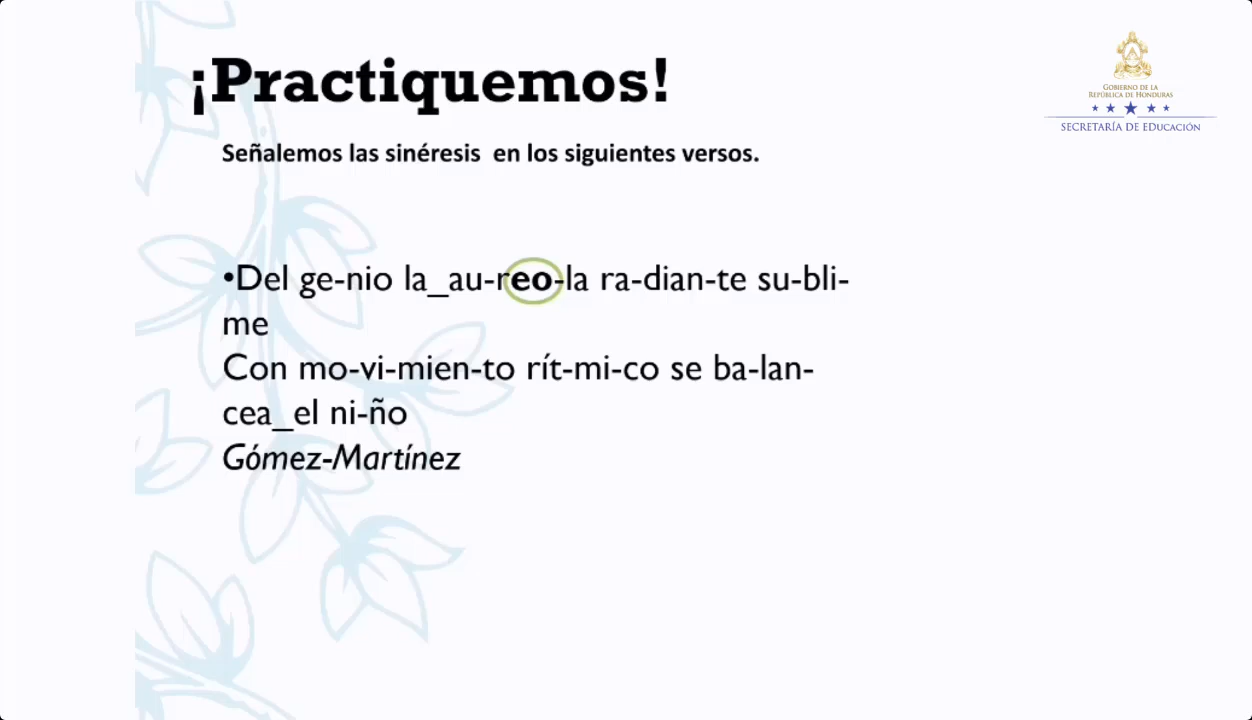 ¡Practiquemos!
GOBIERNO DE LA
REPÚBLICA DE HONDURAS
SECRETARÍA DE EDUCACIÓN
Señalemos las sinéresis en los siguientes versos.
•Del ge-nio la_au-reo-la ra-dian-te su-bli-
me
Con mo-vi-mien-to rít-mi-co se ba-lan-
cea_el ni-ño
Gómez-Martínez